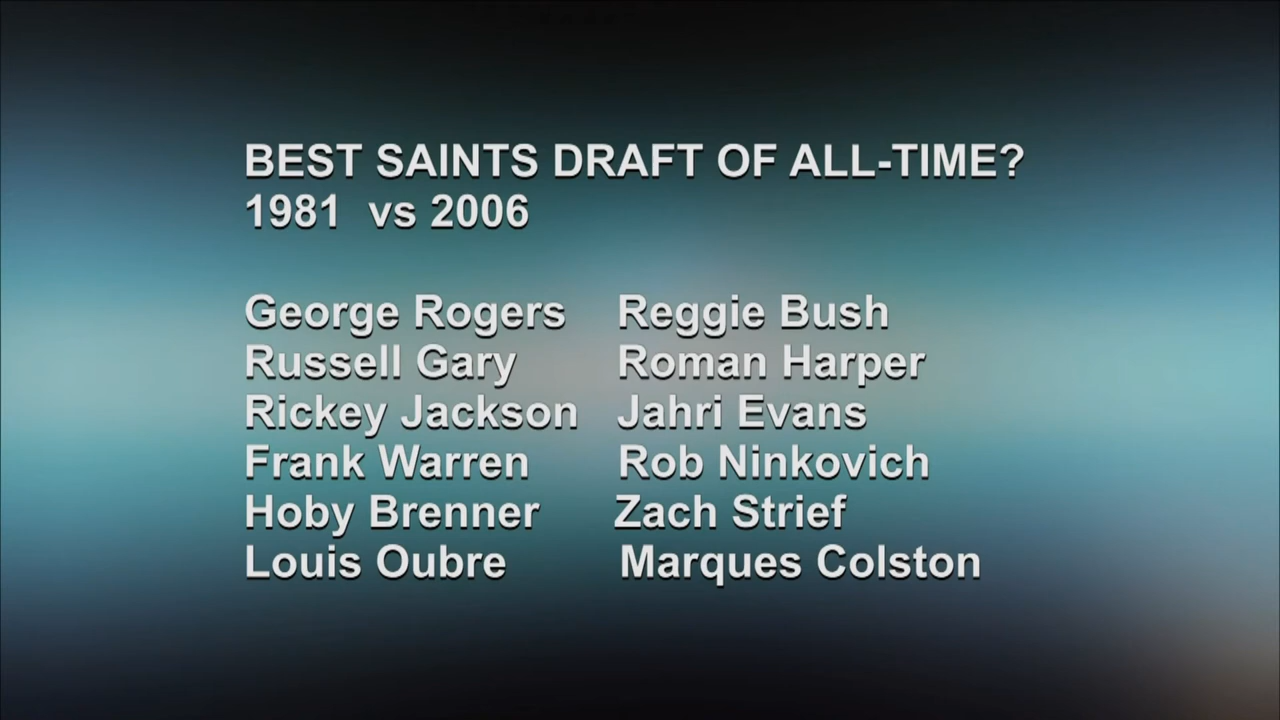 BEST SAINTS DRAFT OF ALL-TIME?
1981 vs 2006
George Rogers Reggie Bush
Russell Gary Roman Harper
Rickey Jackson Jahri Evans
Frank Warren Rob Ninkovich
Hoby Brenner Zach Strief
Louis Oubre Marques Colston